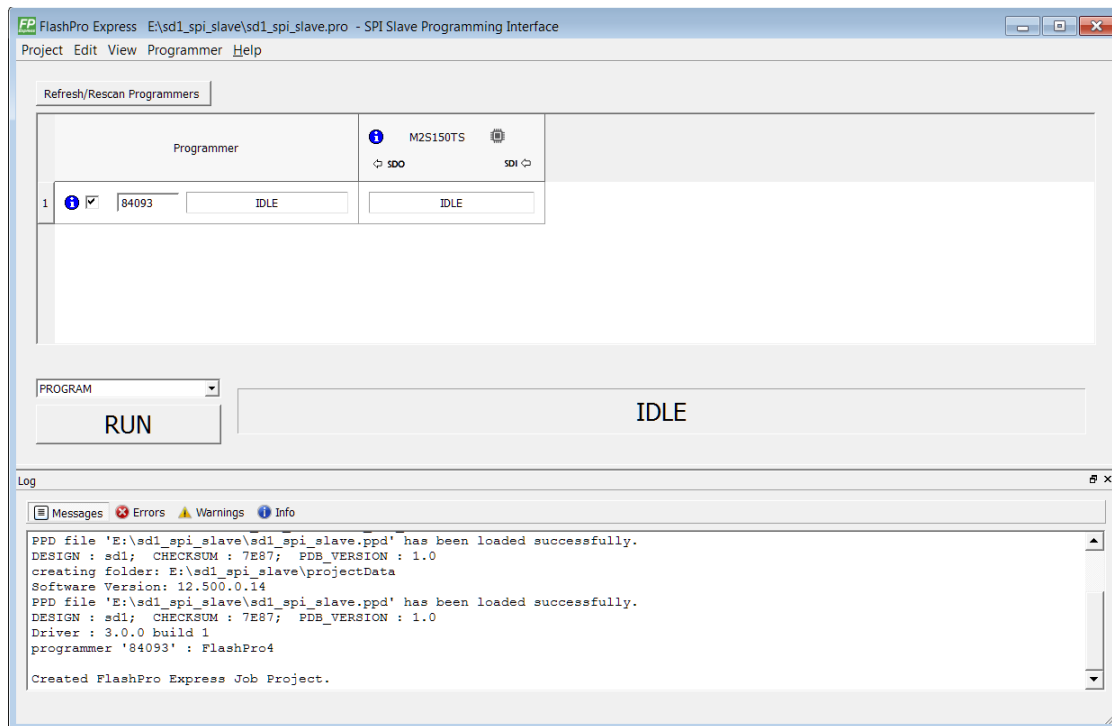 FP FlashPro Express E:\sd1_spi_slave\sd1_spi_slave.pro - SPI Slave Programming Interface
Project Edit View Programmer Help
Refresh/Rescan Programmers
Programmer
M2S150TS
SDO SDI
1 84093 IDLE IDLE
PROGRAM
RUN
IDLE
Log
Messages Errors Warnings Info
PPD file 'E:\sd1_spi_slave\sd1_spi_slave.ppd' has been loaded successfully.
DESIGN : sd1; CHECKSUM : 7E87; PDB_VERSION : 1.0
creating folder: E:\sd1_spi_slave\projectData
Software Version: 12.500.0.14
PPD file 'E:\sd1_spi_slave\sd1_spi_slave.ppd' has been loaded successfully.
DESIGN : sd1; CHECKSUM : 7E87; PDB_VERSION : 1.0
Driver : 3.0.0 build 1
programmer '84093' : FlashPro4
Created FlashPro Express Job Project.